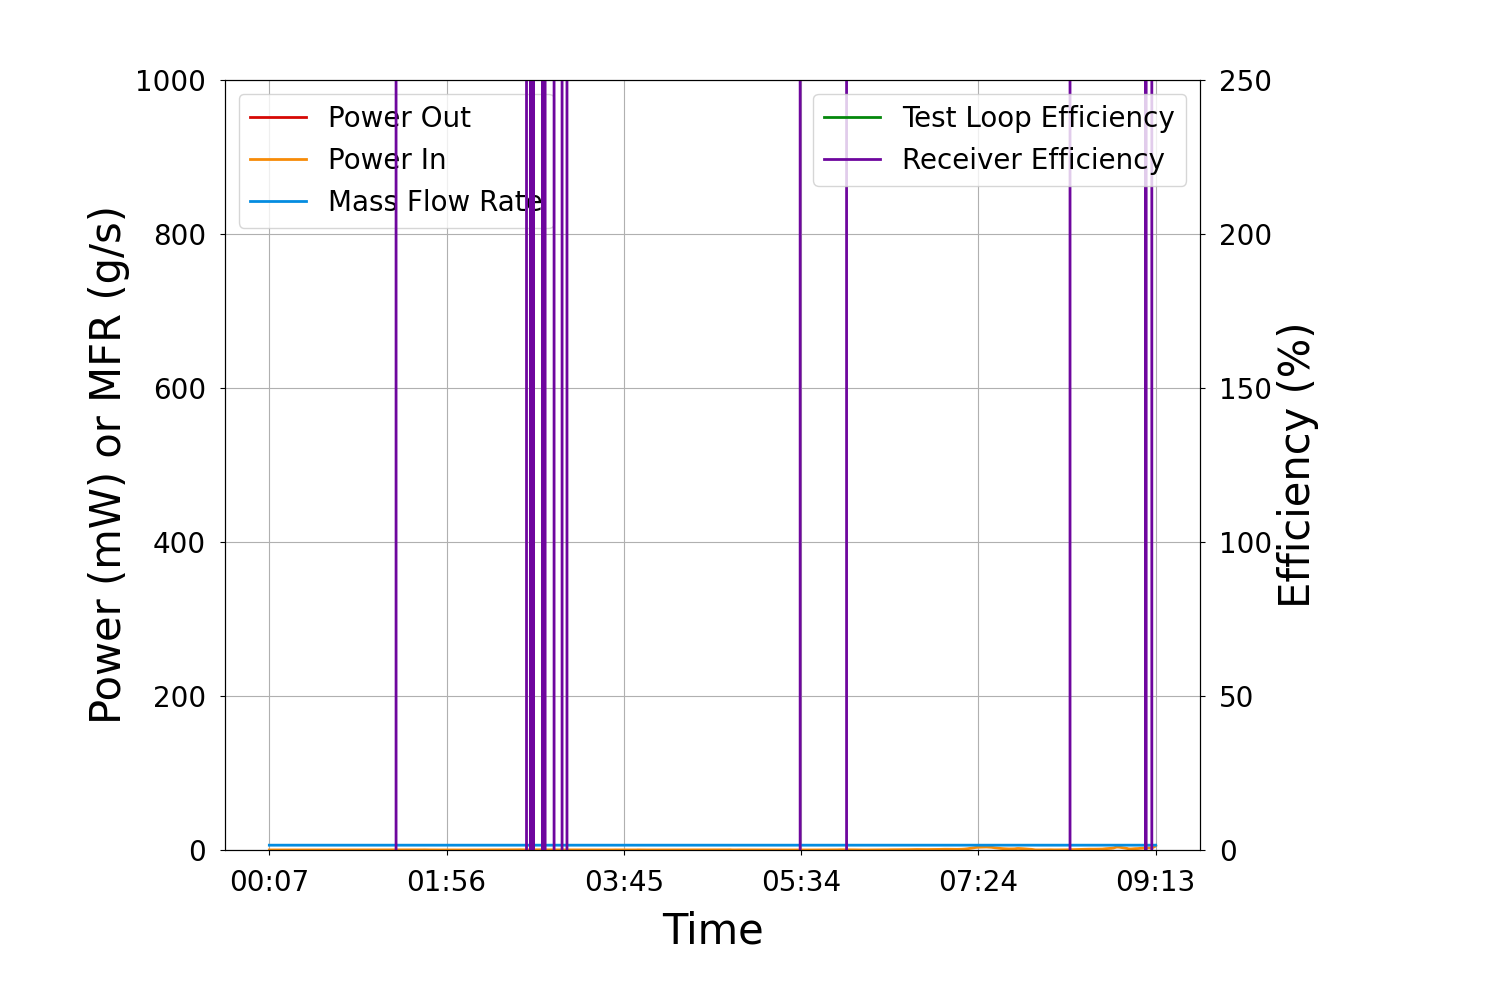 1000
800
600
400
200
0
Power (mW) or MFR (g/s)
Power Out
Power In
Mass Flow Rate
Test Loop Efficiency
Receiver Efficiency
250
200
150
100
50
0
Efficiency (%)
00:07 01:56 03:45 05:34 07:24 09:13
Time